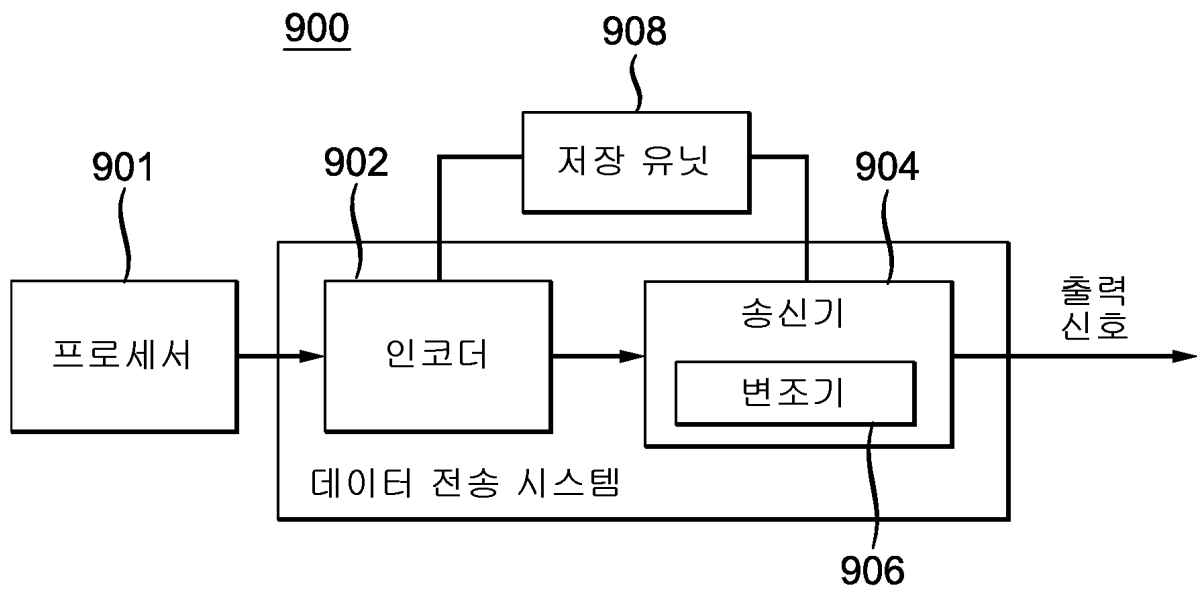 900
908
저장 유닛
901
902
904
프로세서
인코더
송신기
변조기
출력
신호
데이터 전송 시스템
906